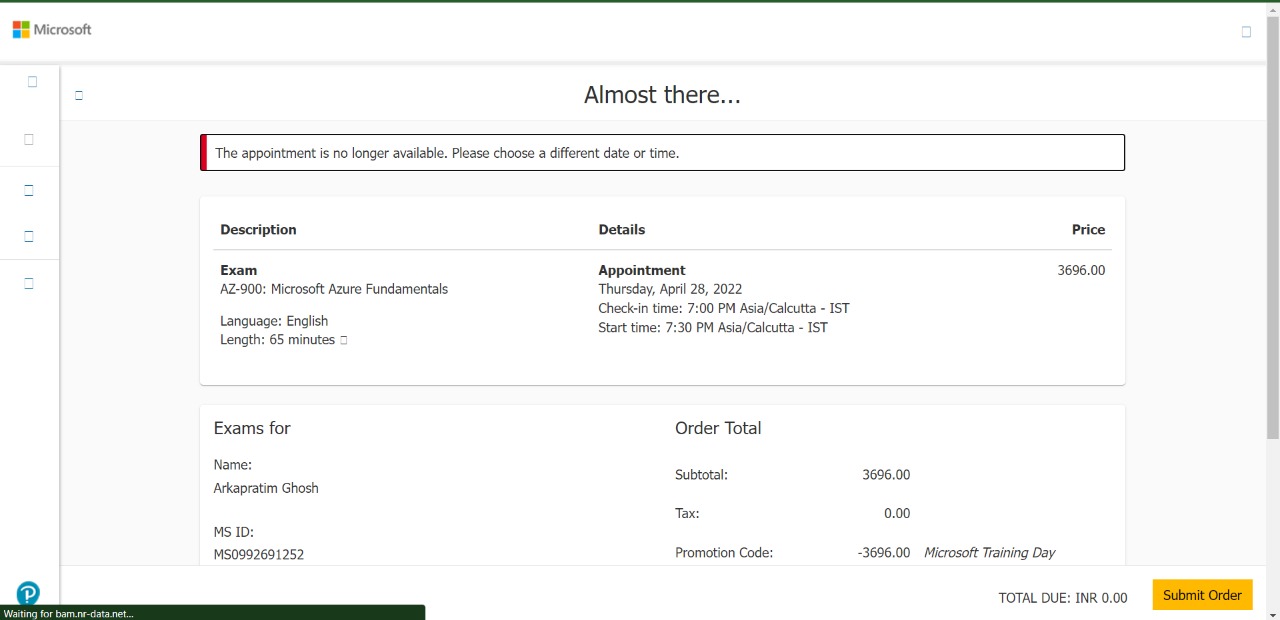 Microsoft
Almost there...
The appointment is no longer available. Please choose a different date or time.
Description Details Price
Exam Appointment 3696.00
AZ-900: Microsoft Azure Fundamentals Thursday, April 28, 2022
Check-in time: 7:00 PM Asia/Calcutta - IST
Language: English Start time: 7:30 PM Asia/Calcutta - IST
Length: 65 minutes
Exams for
Name:
Arkapratim Ghosh
MS ID:
MS0992691252
Order Total
Subtotal: 3696.00
Tax: 0.00
Promotion Code: -3696.00 Microsoft Training Day
TOTAL DUE: INR 0.00 Submit Order
Waiting for bam.nr-data.net...